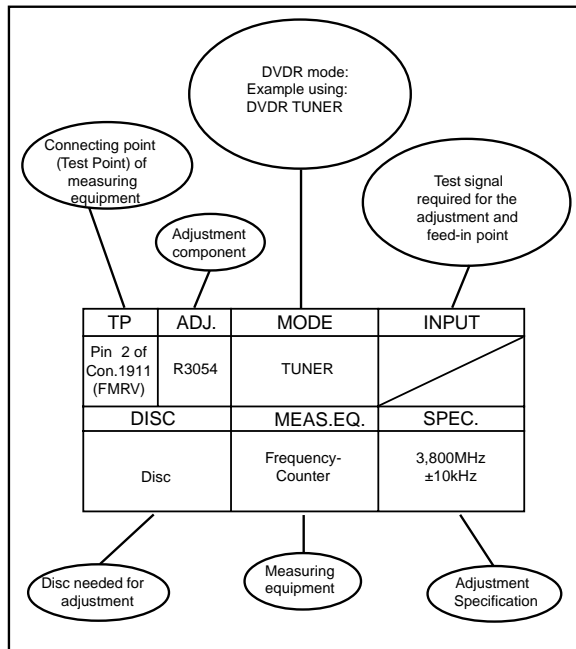 DVDR mode:
Example using:
DVDR TUNER
Connecting point
(Test Point) of
measuring
equipment
Test signal
required for the
adjustment and
feed-in point
Adjustment
component
TP ADJ. MODE INPUT
Pin 2 of
Con.1911
(FMRV)
R3054
TUNER
DISC MEAS.EQ. SPEC.
Disc
Frequency-
Counter
3,800MHz
±10kHz
Disc needed for
adjustment
Measuring
equipment
Adjustment
Specification